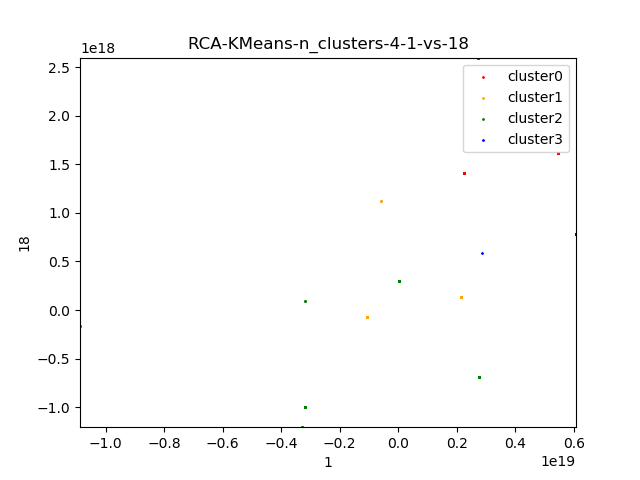 RCA-KMeans-n_clusters-4-1-vs-18
1e18
2.5
2.0
1.5
1.0
0.5
0.0
−0.5
−1.0
18
cluster0
cluster1
cluster2
cluster3
−1.0 −0.8 −0.6 −0.4 −0.2 0.0 0.2 0.4 0.6
1
1e19